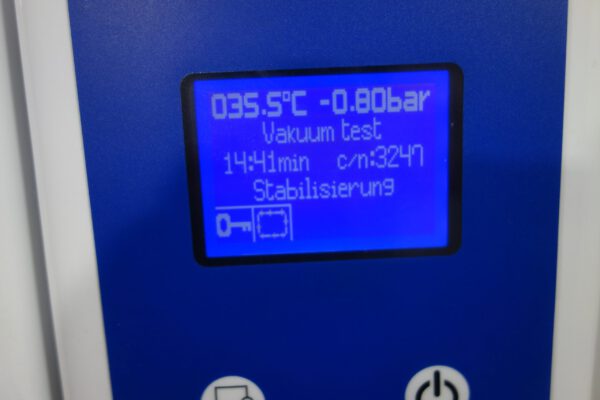 035.5°C -0.80bar
Vakuum test
14:41min c/n:3247
Stabilisierung